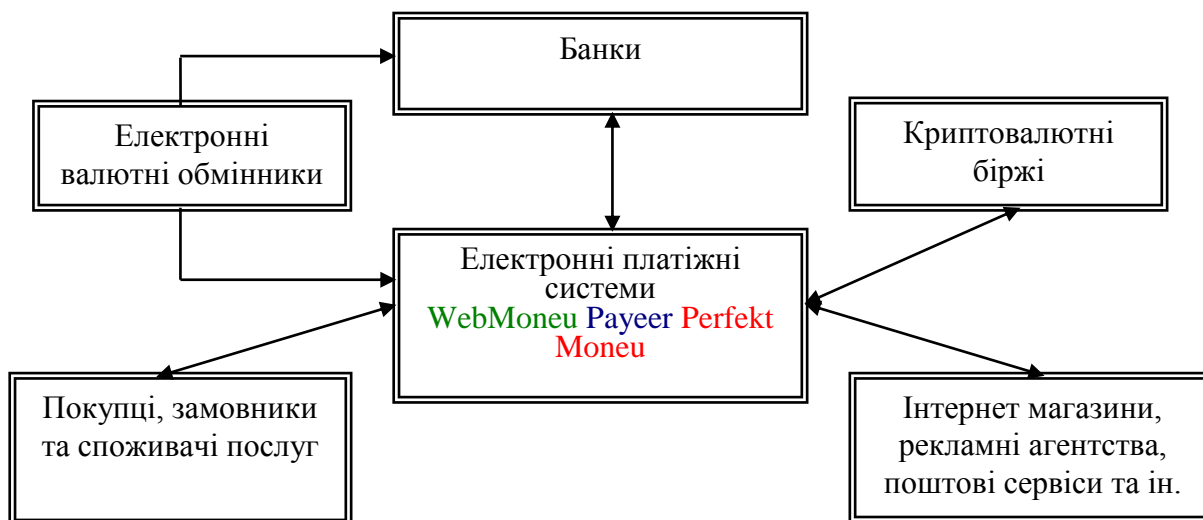 Банки
Електронні
валютні обмінники
Криптовалютні
біржі
Електронні платіжні
системи
WebMoneu Payeer Perfekt
Moneu
Покупці, замовники
та споживачі послуг
Інтернет магазини,
рекламні агентства,
поштові сервіси та ін.